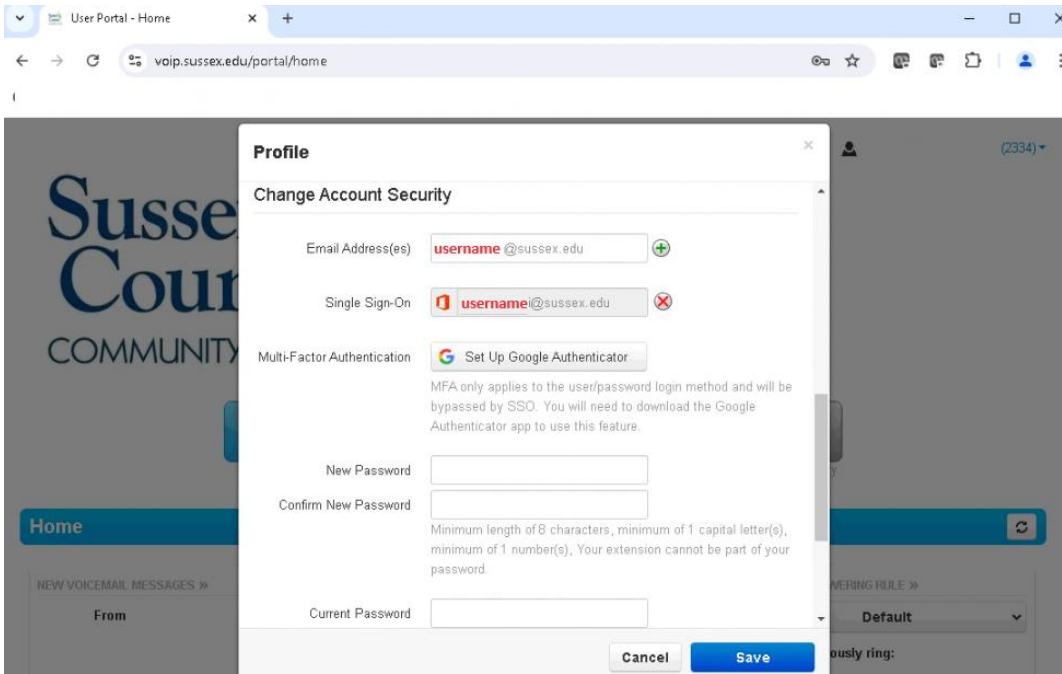 User Portal - Home
voip.sussex.edu/portal/home
(2334)
Susse
Coun
COMMUNITY
Profile
Change Account Security
Email Address(es) username @sussex.edu
Single Sign-On usernamei@sussex.edu
Multi-Factor Authentication Set Up Google Authenticator
MFA only applies to the user/password login method and will be
bypassed by SSO. You will need to download the Google
Authenticator app to use this feature.
New Password
Confirm New Password
Minimum length of 8 characters, minimum of 1 capital letter(s),
minimum of 1 number(s), Your extension cannot be part of your
password.
Current Password
Cancel Save
Home
NEW VOICEMAIL MESSAGES »
From
WERING RULE »
Default
ously ring: